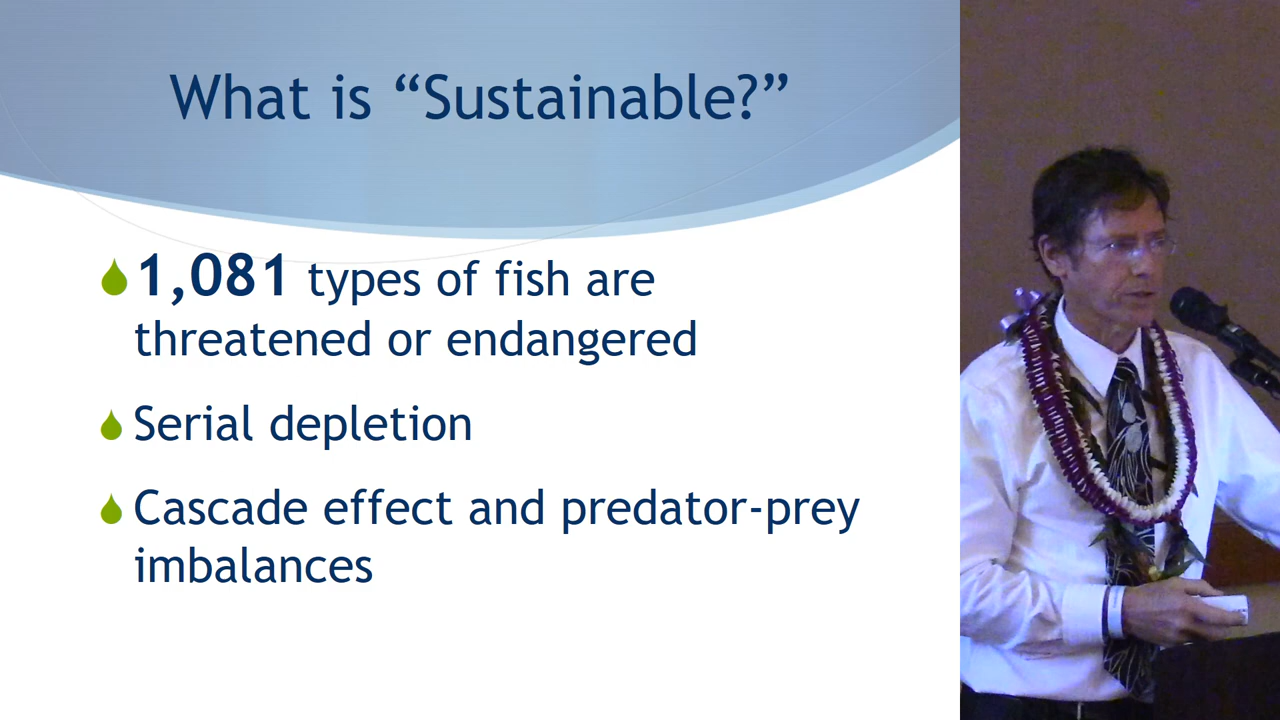 What is “Sustainable?”
1,081 types of fish are
threatened or endangered
Serial depletion
Cascade effect and predator-prey
imbalances